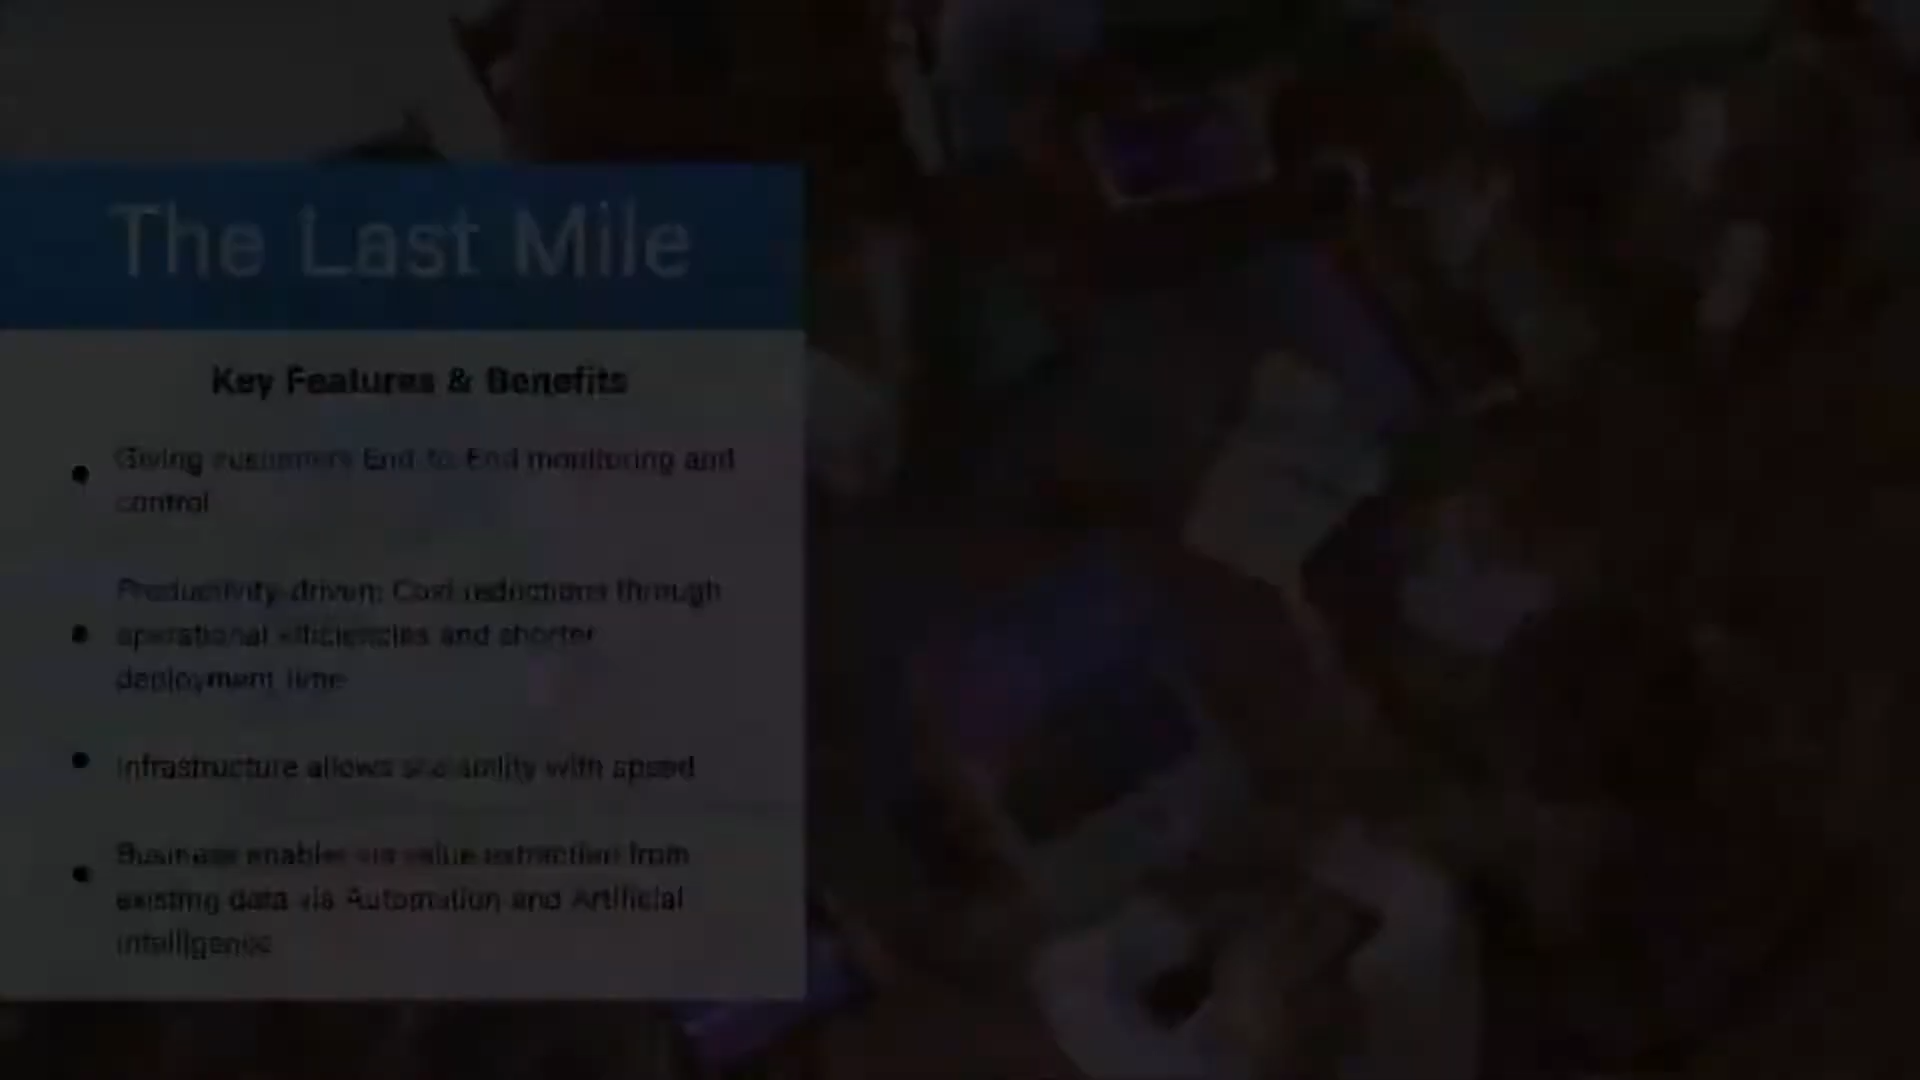 The Last Mile
Key Features & Benefits
Giving customers End-to-End monitoring and
control
Productivity-driven: Cost reductions through
operational efficiencies and shorter
deployment time
Infrastructure allows scalability with speed
Business enabler via value extraction from
existing data via Automation and Artificial
Intelligence